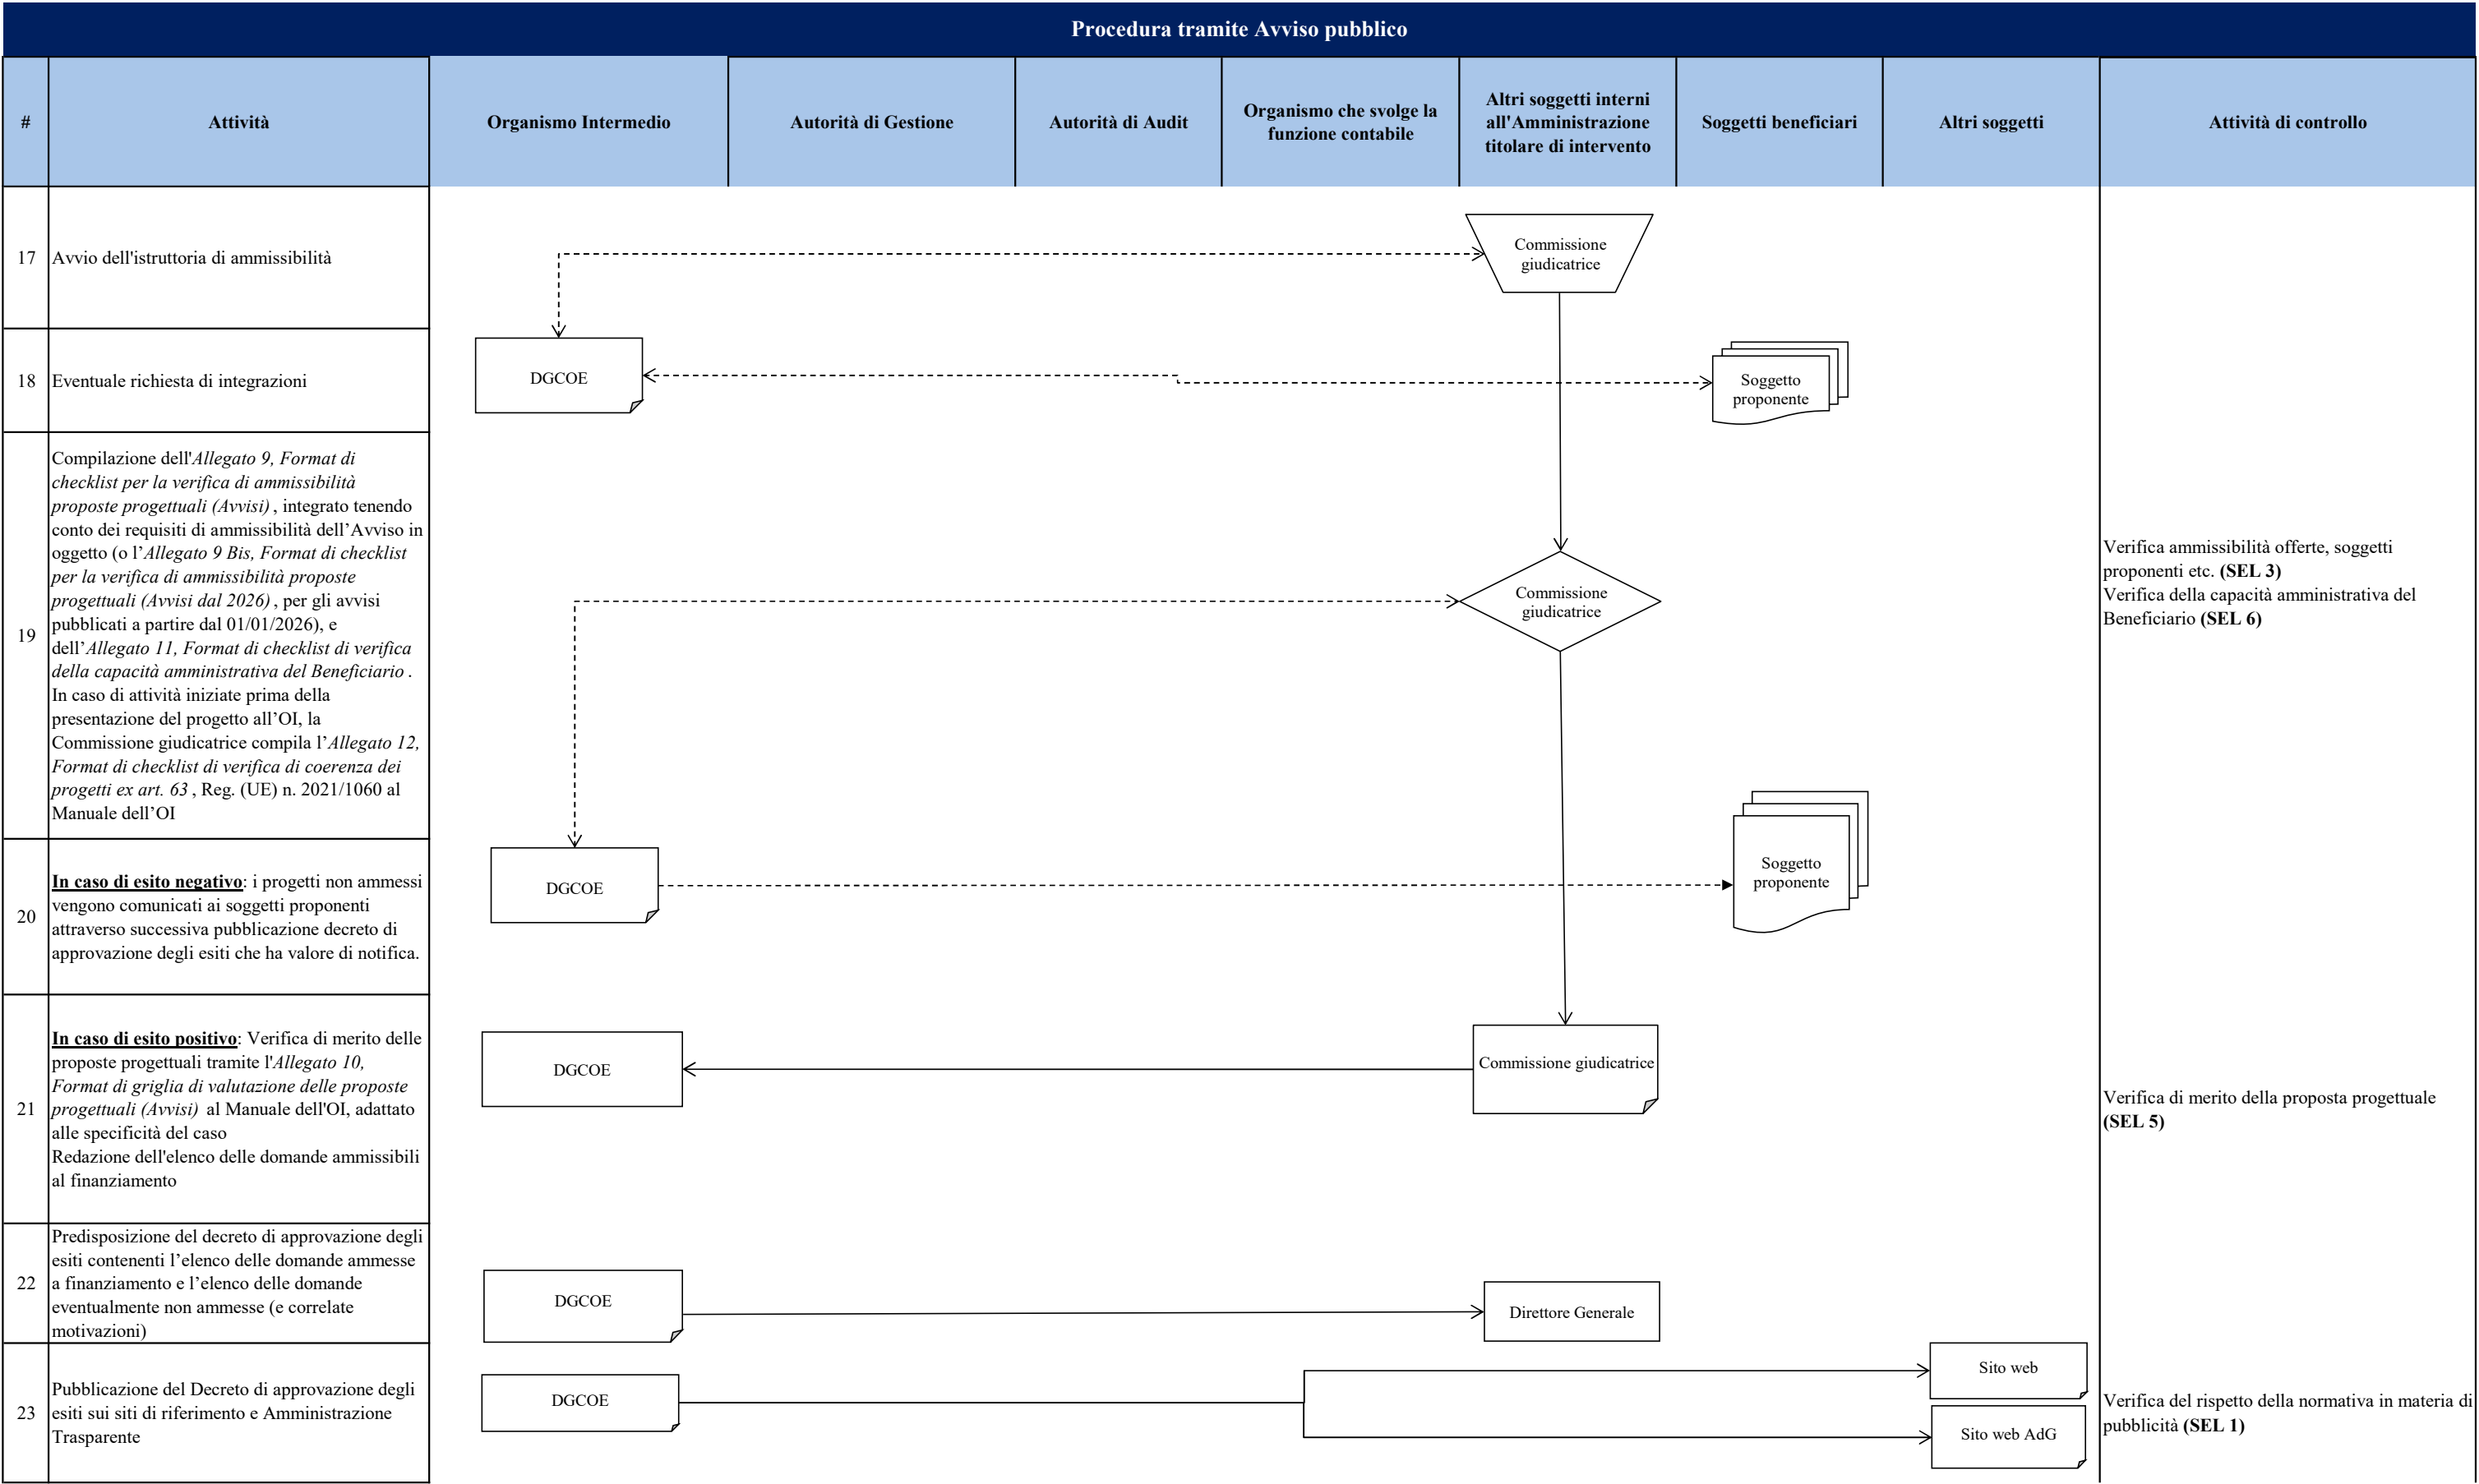 Procedura tramite Avviso pubblico
#
Attività
Organismo Intermedio
Autorità di Gestione
Autorità di Audit
Organismo che svolge la
funzione contabile
Altri soggetti interni
all'Amministrazione
titolare di intervento
Soggetti beneficiari
Altri soggetti
Attività di controllo
17
Avvio dell'istruttoria di ammissibilità
Commissione
giudicatrice
18
Eventuale richiesta di integrazioni
DGCOE
Soggetto
proponente
19
Compilazione dell'Allegato 9, Format di
checklist per la verifica di ammissibilità
proposte progettuali (Avvisi) , integrato tenendo
conto dei requisiti di ammissibilità dell’Avviso in
oggetto (o l’Allegato 9 Bis, Format di checklist
per la verifica di ammissibilità proposte
progettuali (Avvisi dal 2026) , per gli avvisi
pubblicati a partire dal 01/01/2026), e
dell’Allegato 11, Format di checklist di verifica
della capacità amministrativa del Beneficiario .
In caso di attività iniziate prima della
presentazione del progetto all’OI, la
Commissione giudicatrice compila l’Allegato 12,
Format di checklist di verifica di coerenza dei
progetti ex art. 63 , Reg. (UE) n. 2021/1060 al
Manuale dell’OI
Commissione
giudicatrice
Verifica ammissibilità offerte, soggetti
proponenti etc. (SEL 3)
Verifica della capacità amministrativa del
Beneficiario (SEL 6)
20
In caso di esito negativo: i progetti non ammessi
vengono comunicati ai soggetti proponenti
attraverso successiva pubblicazione decreto di
approvazione degli esiti che ha valore di notifica.
DGCOE
Soggetto
proponente
21
In caso di esito positivo: Verifica di merito delle
proposte progettuali tramite l'Allegato 10,
Format di griglia di valutazione delle proposte
progettuali (Avvisi) al Manuale dell'OI, adattato
alle specificità del caso
Redazione dell'elenco delle domande ammissibili
al finanziamento
DGCOE
Commissione giudicatrice
Verifica di merito della proposta progettuale
(SEL 5)
22
Predisposizione del decreto di approvazione degli
esiti contenenti l’elenco delle domande ammesse
a finanziamento e l’elenco delle domande
eventualmente non ammesse (e correlate
motivazioni)
DGCOE
Direttore Generale
23
Pubblicazione del Decreto di approvazione degli
esiti sui siti di riferimento e Amministrazione
Trasparente
DGCOE
Sito web
Sito web AdG
Verifica del rispetto della normativa in materia di
pubblicità (SEL 1)